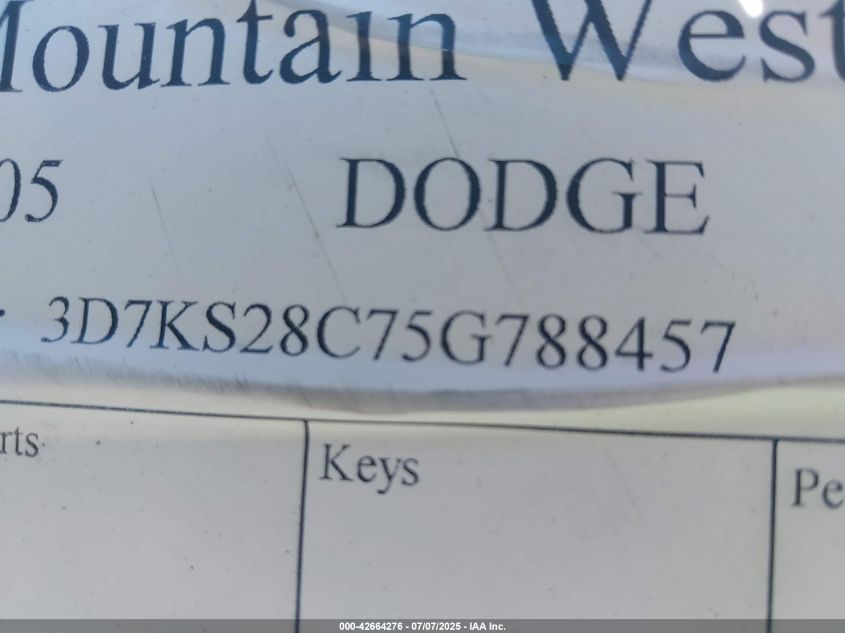 Mountain West
05 DODGE
3D7KS28C75G788457
rts
Keys
Pe
000-42664276 - 07/07/2025 - IAA Inc.